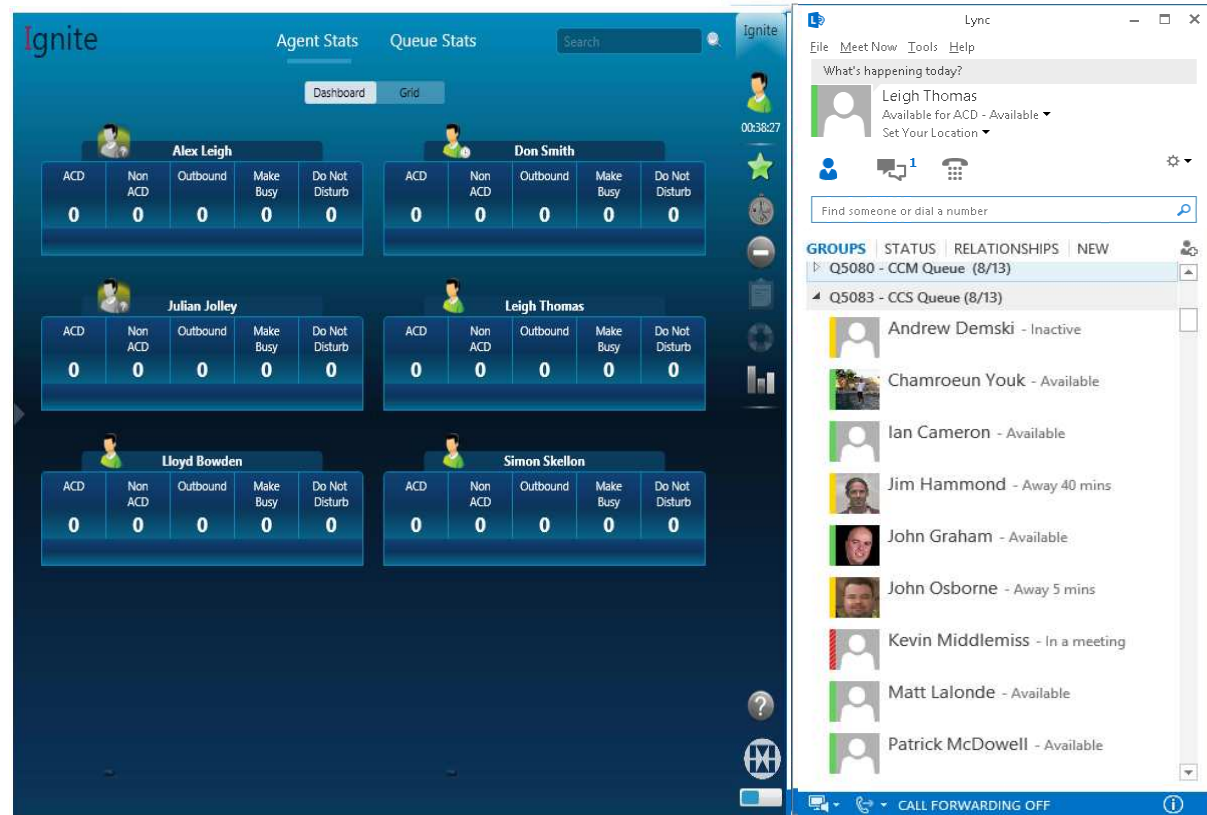 Ignite
Agent Stats Queue Stats Search
Dashboard Grid
Alex Leigh
ACD Non ACD Outbound Make Busy Do Not Disturb
0 0 0 0 0
Don Smith
ACD Non ACD Outbound Make Busy Do Not Disturb
0 0 0 0 0
Julian Jolley
ACD Non ACD Outbound Make Busy Do Not Disturb
0 0 0 0 0
Leigh Thomas
ACD Non ACD Outbound Make Busy Do Not Disturb
0 0 0 0 0
Lloyd Bowden
ACD Non ACD Outbound Make Busy Do Not Disturb
0 0 0 0 0
Simon Skellon
ACD Non ACD Outbound Make Busy Do Not Disturb
0 0 0 0 0
Ignite
00:38:27
?
Lync
File Meet Now Tools Help
What's happening today?
Leigh Thomas
Available for ACD - Available
Set Your Location
1
Find someone or dial a number
GROUPS STATUS RELATIONSHIPS NEW
Q5080 - CCM Queue (8/13)
Q5083 - CCS Queue (8/13)
Andrew Demski - Inactive
Chamroeun Youk - Available
Ian Cameron - Available
Jim Hammond - Away 40 mins
John Graham - Available
John Osborne - Away 5 mins
Kevin Middlemiss - In a meeting
Matt Lalonde - Available
Patrick McDowell - Available
CALL FORWARDING OFF